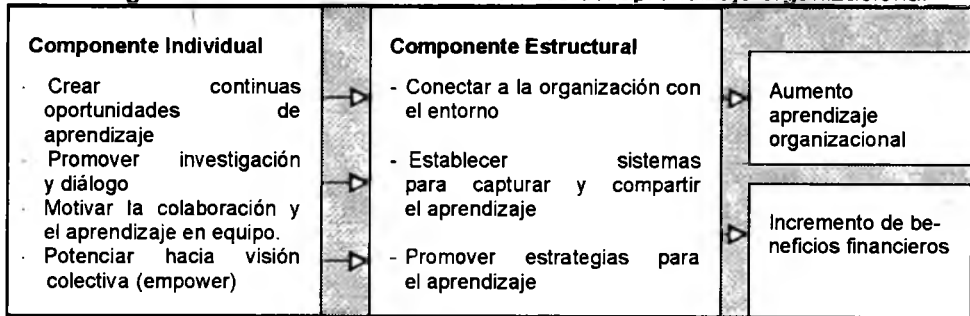 organizacional
Componente Individual
- Crear continuas
oportunidades de
aprendizaje
- Promover investigación
y diálogo
- Motivar la colaboración y
el aprendizaje en equipo.
- Potenciar hacia visión
colectiva (empower)
Componente Estructural
- Conectar a la organización con
el entorno
- Establecer sistemas
para capturar y compartir
el aprendizaje
- Promover estrategias para
el aprendizaje
Aumento
aprendizaje
organizacional
Incremento de be-
neficios financieros